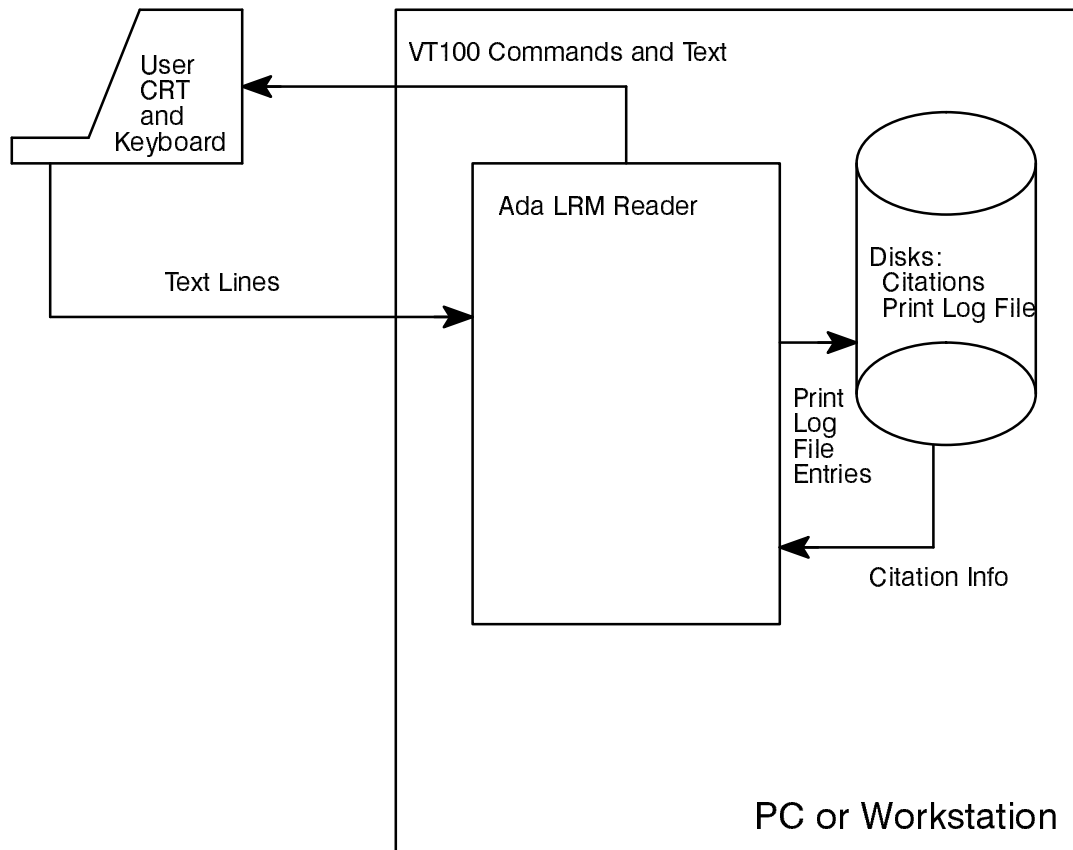 User
CRT
and
Keyboard
VT100 Commands and Text
Ada LRM Reader
Text Lines
Disks:
Citations
Print Log File
Print
Log
File
Entries
Citation Info
PC or Workstation